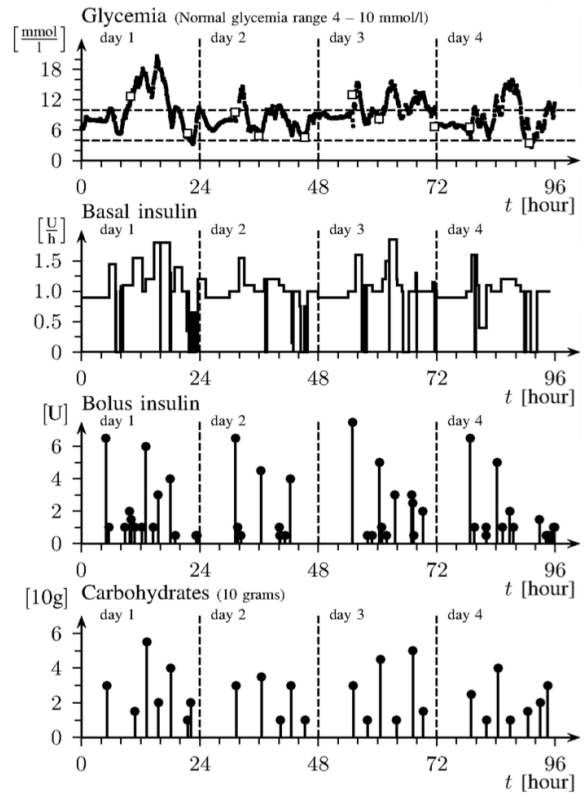 Glycemia (Normal glycemia range 4 – 10 mmol/l)
[mmol/l]
day 1 day 2 day 3 day 4
18
12
6
0
0 24 48 72 96
t [hour]
Basal insulin
[U/h]
day 1 day 2 day 3 day 4
1.5
1.0
0.5
0
0 24 48 72 96
t [hour]
Bolus insulin
[U]
day 1 day 2 day 3 day 4
6
4
2
0
0 24 48 72 96
t [hour]
Carbohydrates (10 grams)
[10g]
day 1 day 2 day 3 day 4
6
4
2
0
0 24 48 72 96
t [hour]